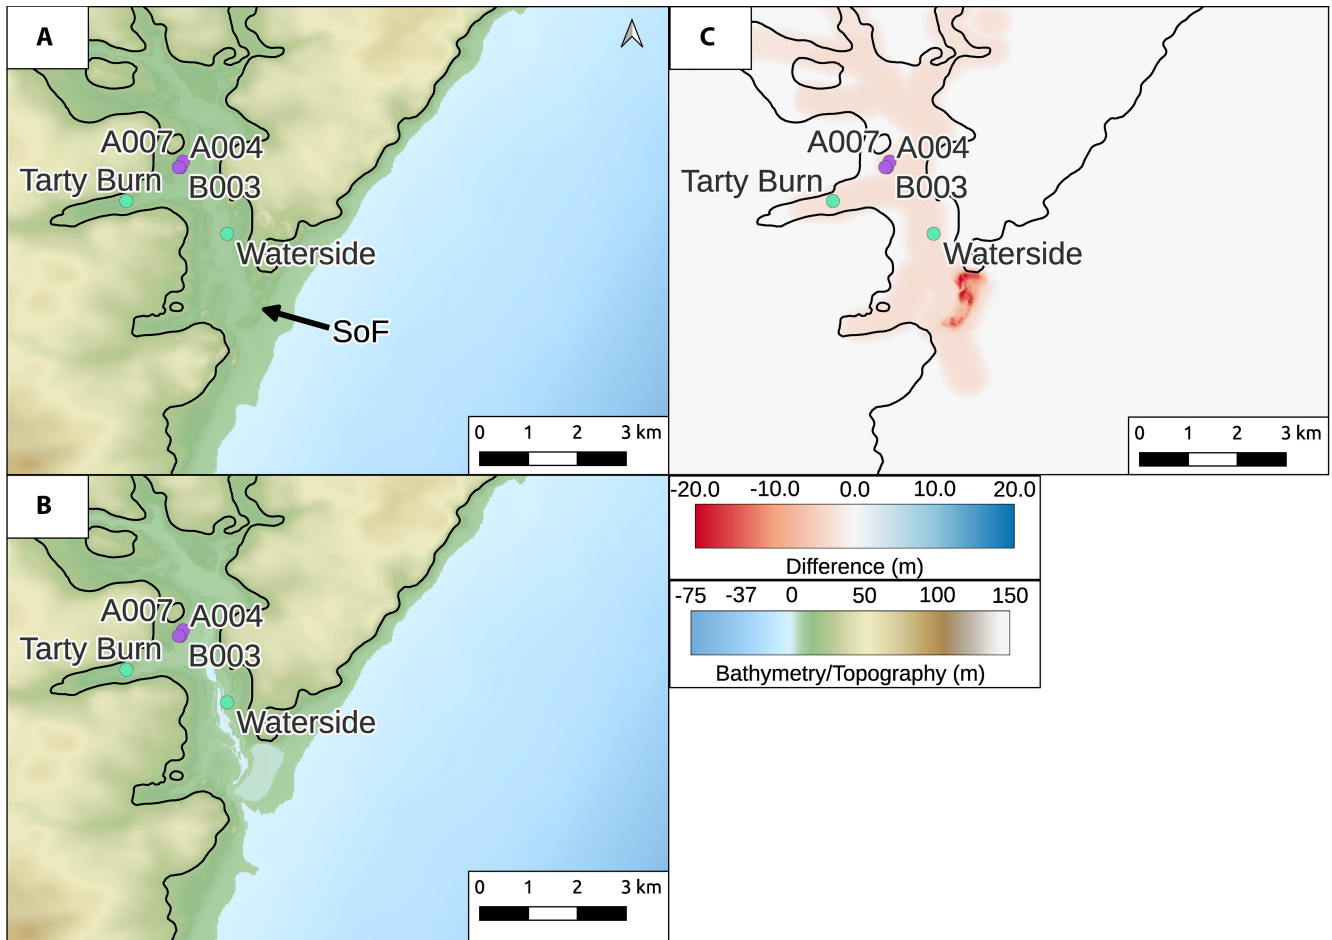 A
A007 A004
Tarty Burn B003
Waterside
SoF
0 1 2 3 km
C
A007 A004
Tarty Burn B003
Waterside
0 1 2 3 km
B
A007 A004
Tarty Burn B003
Waterside
0 1 2 3 km
-20.0 -10.0 0.0 10.0 20.0
Difference (m)
-75 -37 0 50 100 150
Bathymetry/Topography (m)